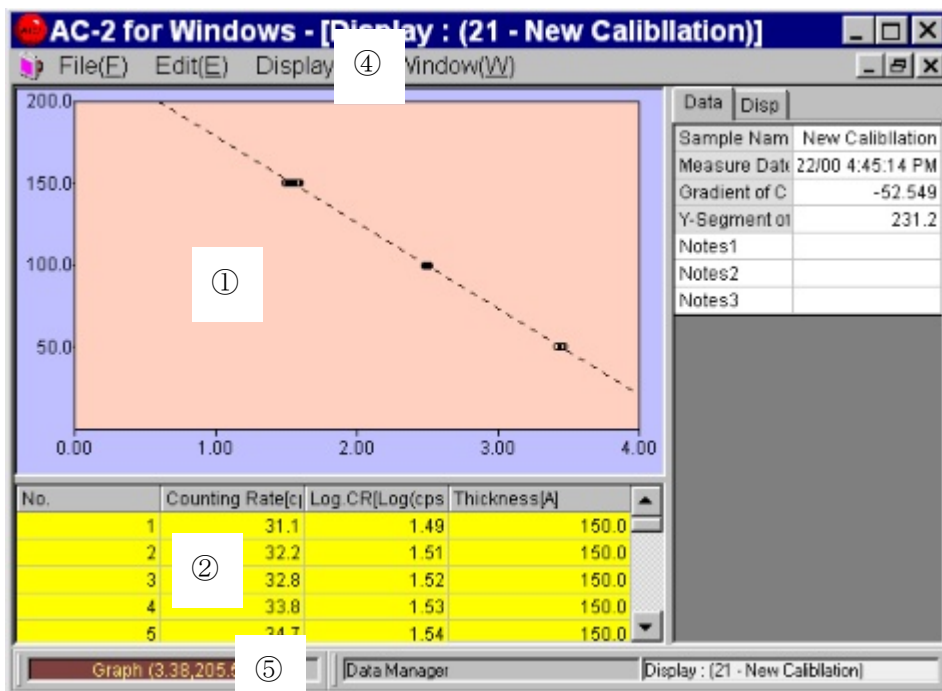 AC-2 for Windows - [Display : (21 - New Calibllation)]
File(F) Edit(E) Display ④ Window(W)
200.0
150.0
100.0
50.0
0.00 1.00 2.00 3.00 4.00
①
Data Disp
Sample Nam New Calibllation
Measure Date 22/00 4:45:14 PM
Gradient of C -52.549
Y-Segment of 231.2
Notes1
Notes2
Notes3
No. Counting Rate[c Log.CR[Log(cps Thickness[A]
1 31.1 1.49 150.0
2 32.2 1.51 150.0
3 32.8 1.52 150.0
4 33.8 1.53 150.0
5 34.7 1.54 150.0
②
Graph (3.38,205. ⑤ Data Manager Display : (21 - New Calibllation)